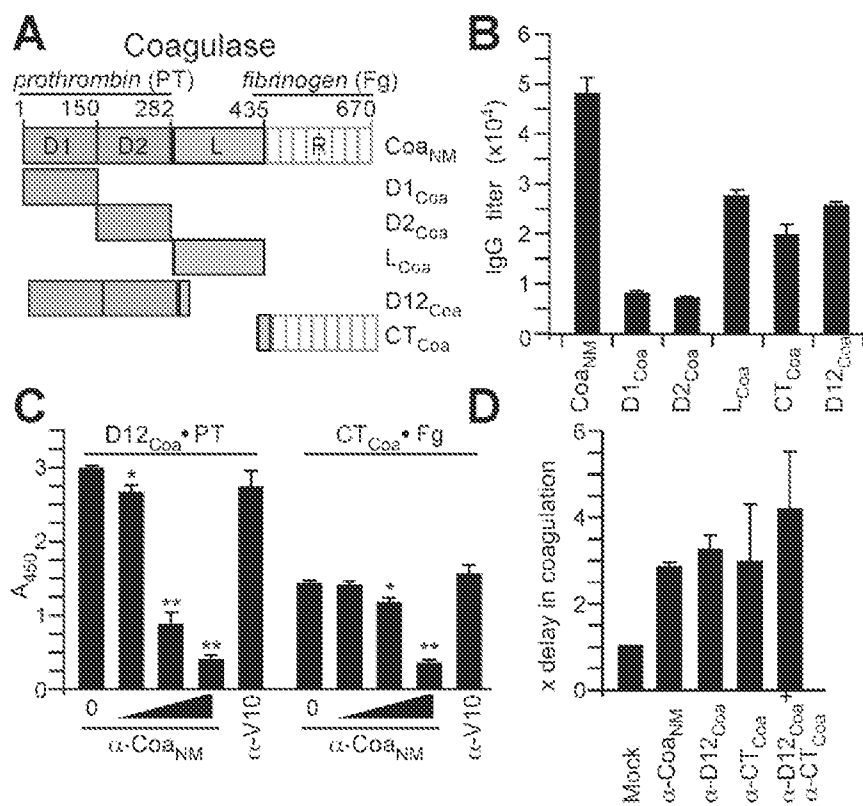 A
Coagulase
prothrombin (PT) fibrinogen (Fg)
1 150 282 435 670
D1 D2 L R CoaNM
D1Coa
D2Coa
LCoa
D12Coa
CTCoa
B
IgG titer (x10⁴)
6
5
4
3
2
1
0
CoaNM
D1Coa
D2Coa
LCoa
CTCoa
D12Coa
C
D12Coa • PT CTCoa • Fg
A450
3
2
1
0
* ** ** * **
0 0
α-CoaNM α-V10 α-CoaNM α-V10
D
x delay in coagulation
6
4
2
0
Mock
α-CoaNM
α-D12Coa
α-CTCoa
α-D12Coa +
α-CTCoa